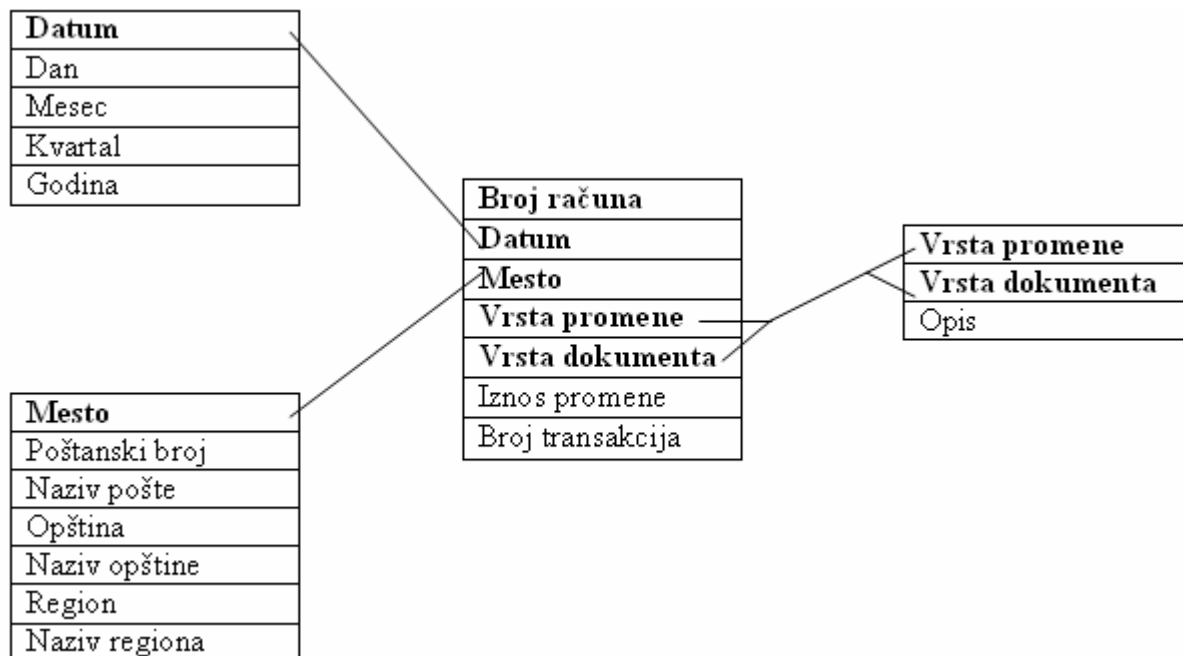 Datum
Dan
Mesec
Kvartal
Godina
Mesto
Poštanski broj
Naziv pošte
Opština
Naziv opštine
Region
Naziv regiona
Broj računa
Datum
Mesto
Vrsta promene
Vrsta dokumenta
Iznos promene
Broj transakcija
Vrsta promene
Vrsta dokumenta
Opis